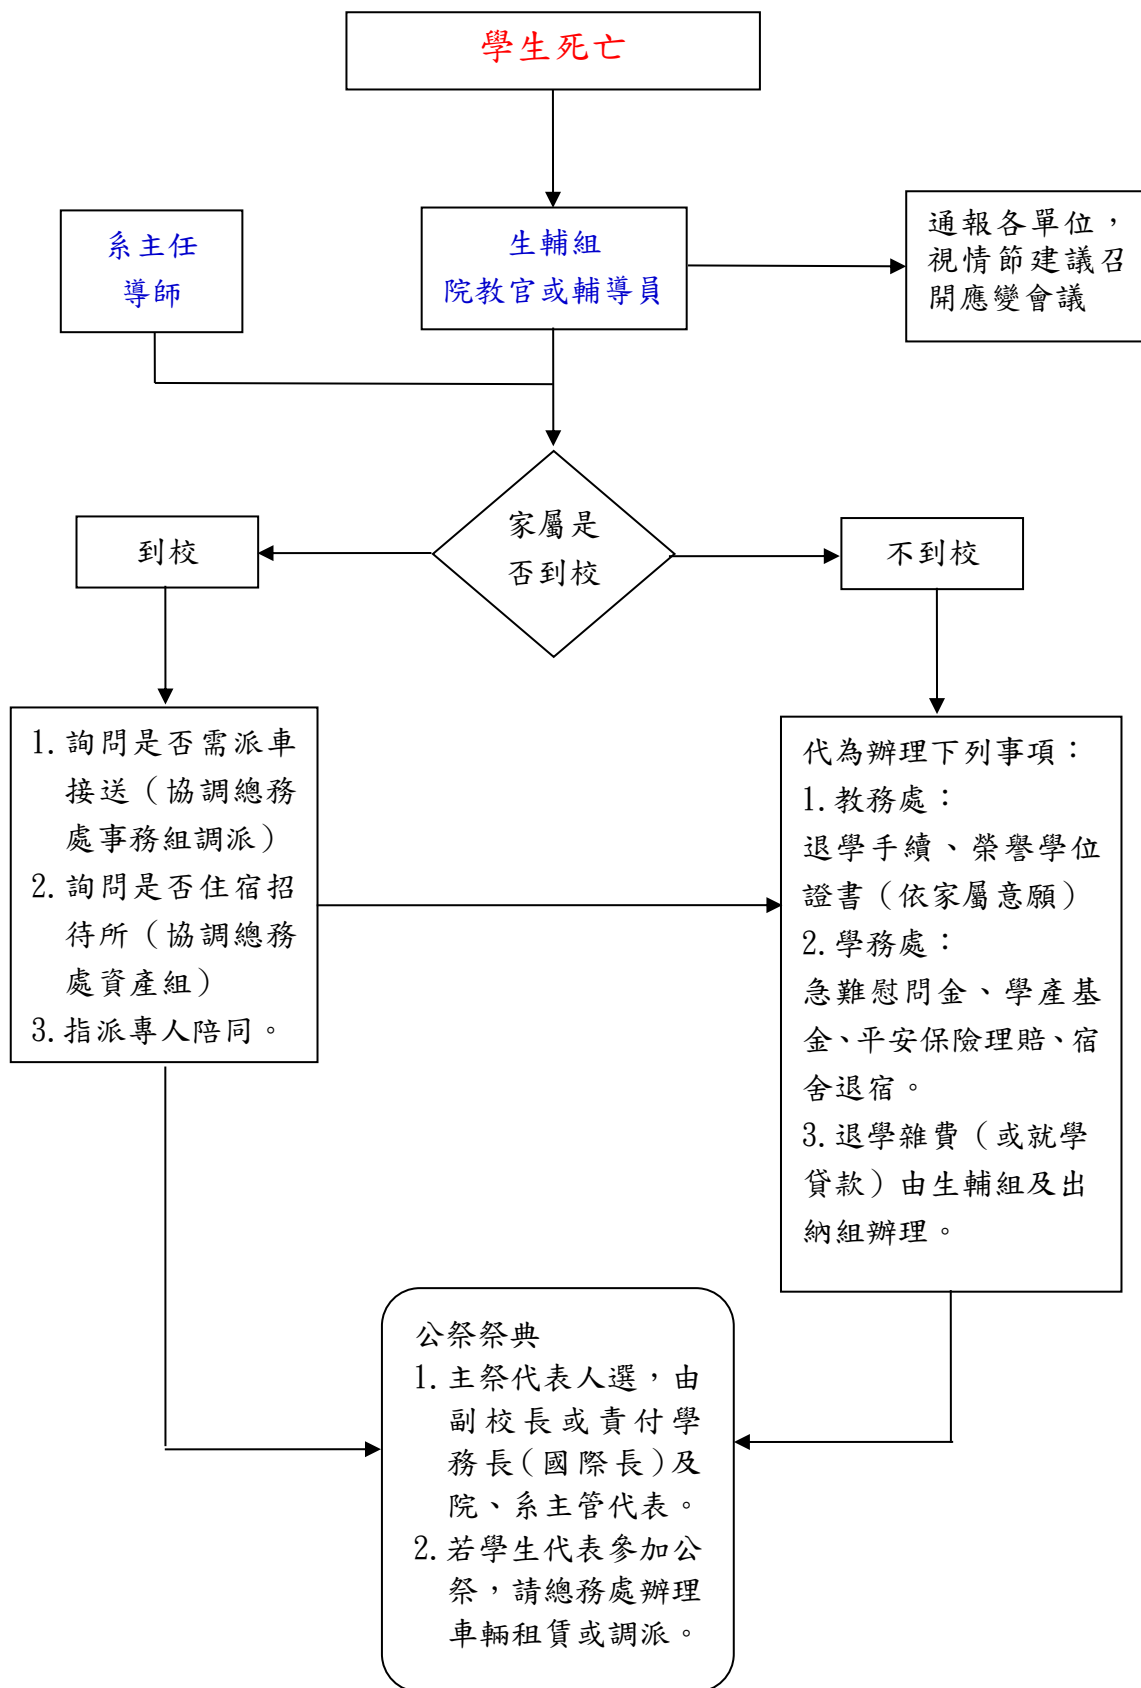 學生死亡
系主任
導師
生輔組
院教官或輔導員
通報各單位，
視情節建議召
開應變會議
家屬是
否到校
到校
不到校
1.詢問是否需派車
接送（協調總務
處事務組調派）
2.詢問是否住宿招
待所（協調總務
處資產組）
3.指派專人陪同。
代為辦理下列事項：
1.教務處：
退學手續、榮譽學位
證書（依家屬意願）
2.學務處：
急難慰問金、學產基
金、平安保險理賠、宿
舍退宿。
3.退學雜費（或就學
貸款）由生輔組及出
納組辦理。
公祭祭典
1.主祭代表人選，由
副校長或責付學
務長(國際長)及
院、系主管代表。
2.若學生代表參加公
祭，請總務處辦理
車輛租賃或調派。